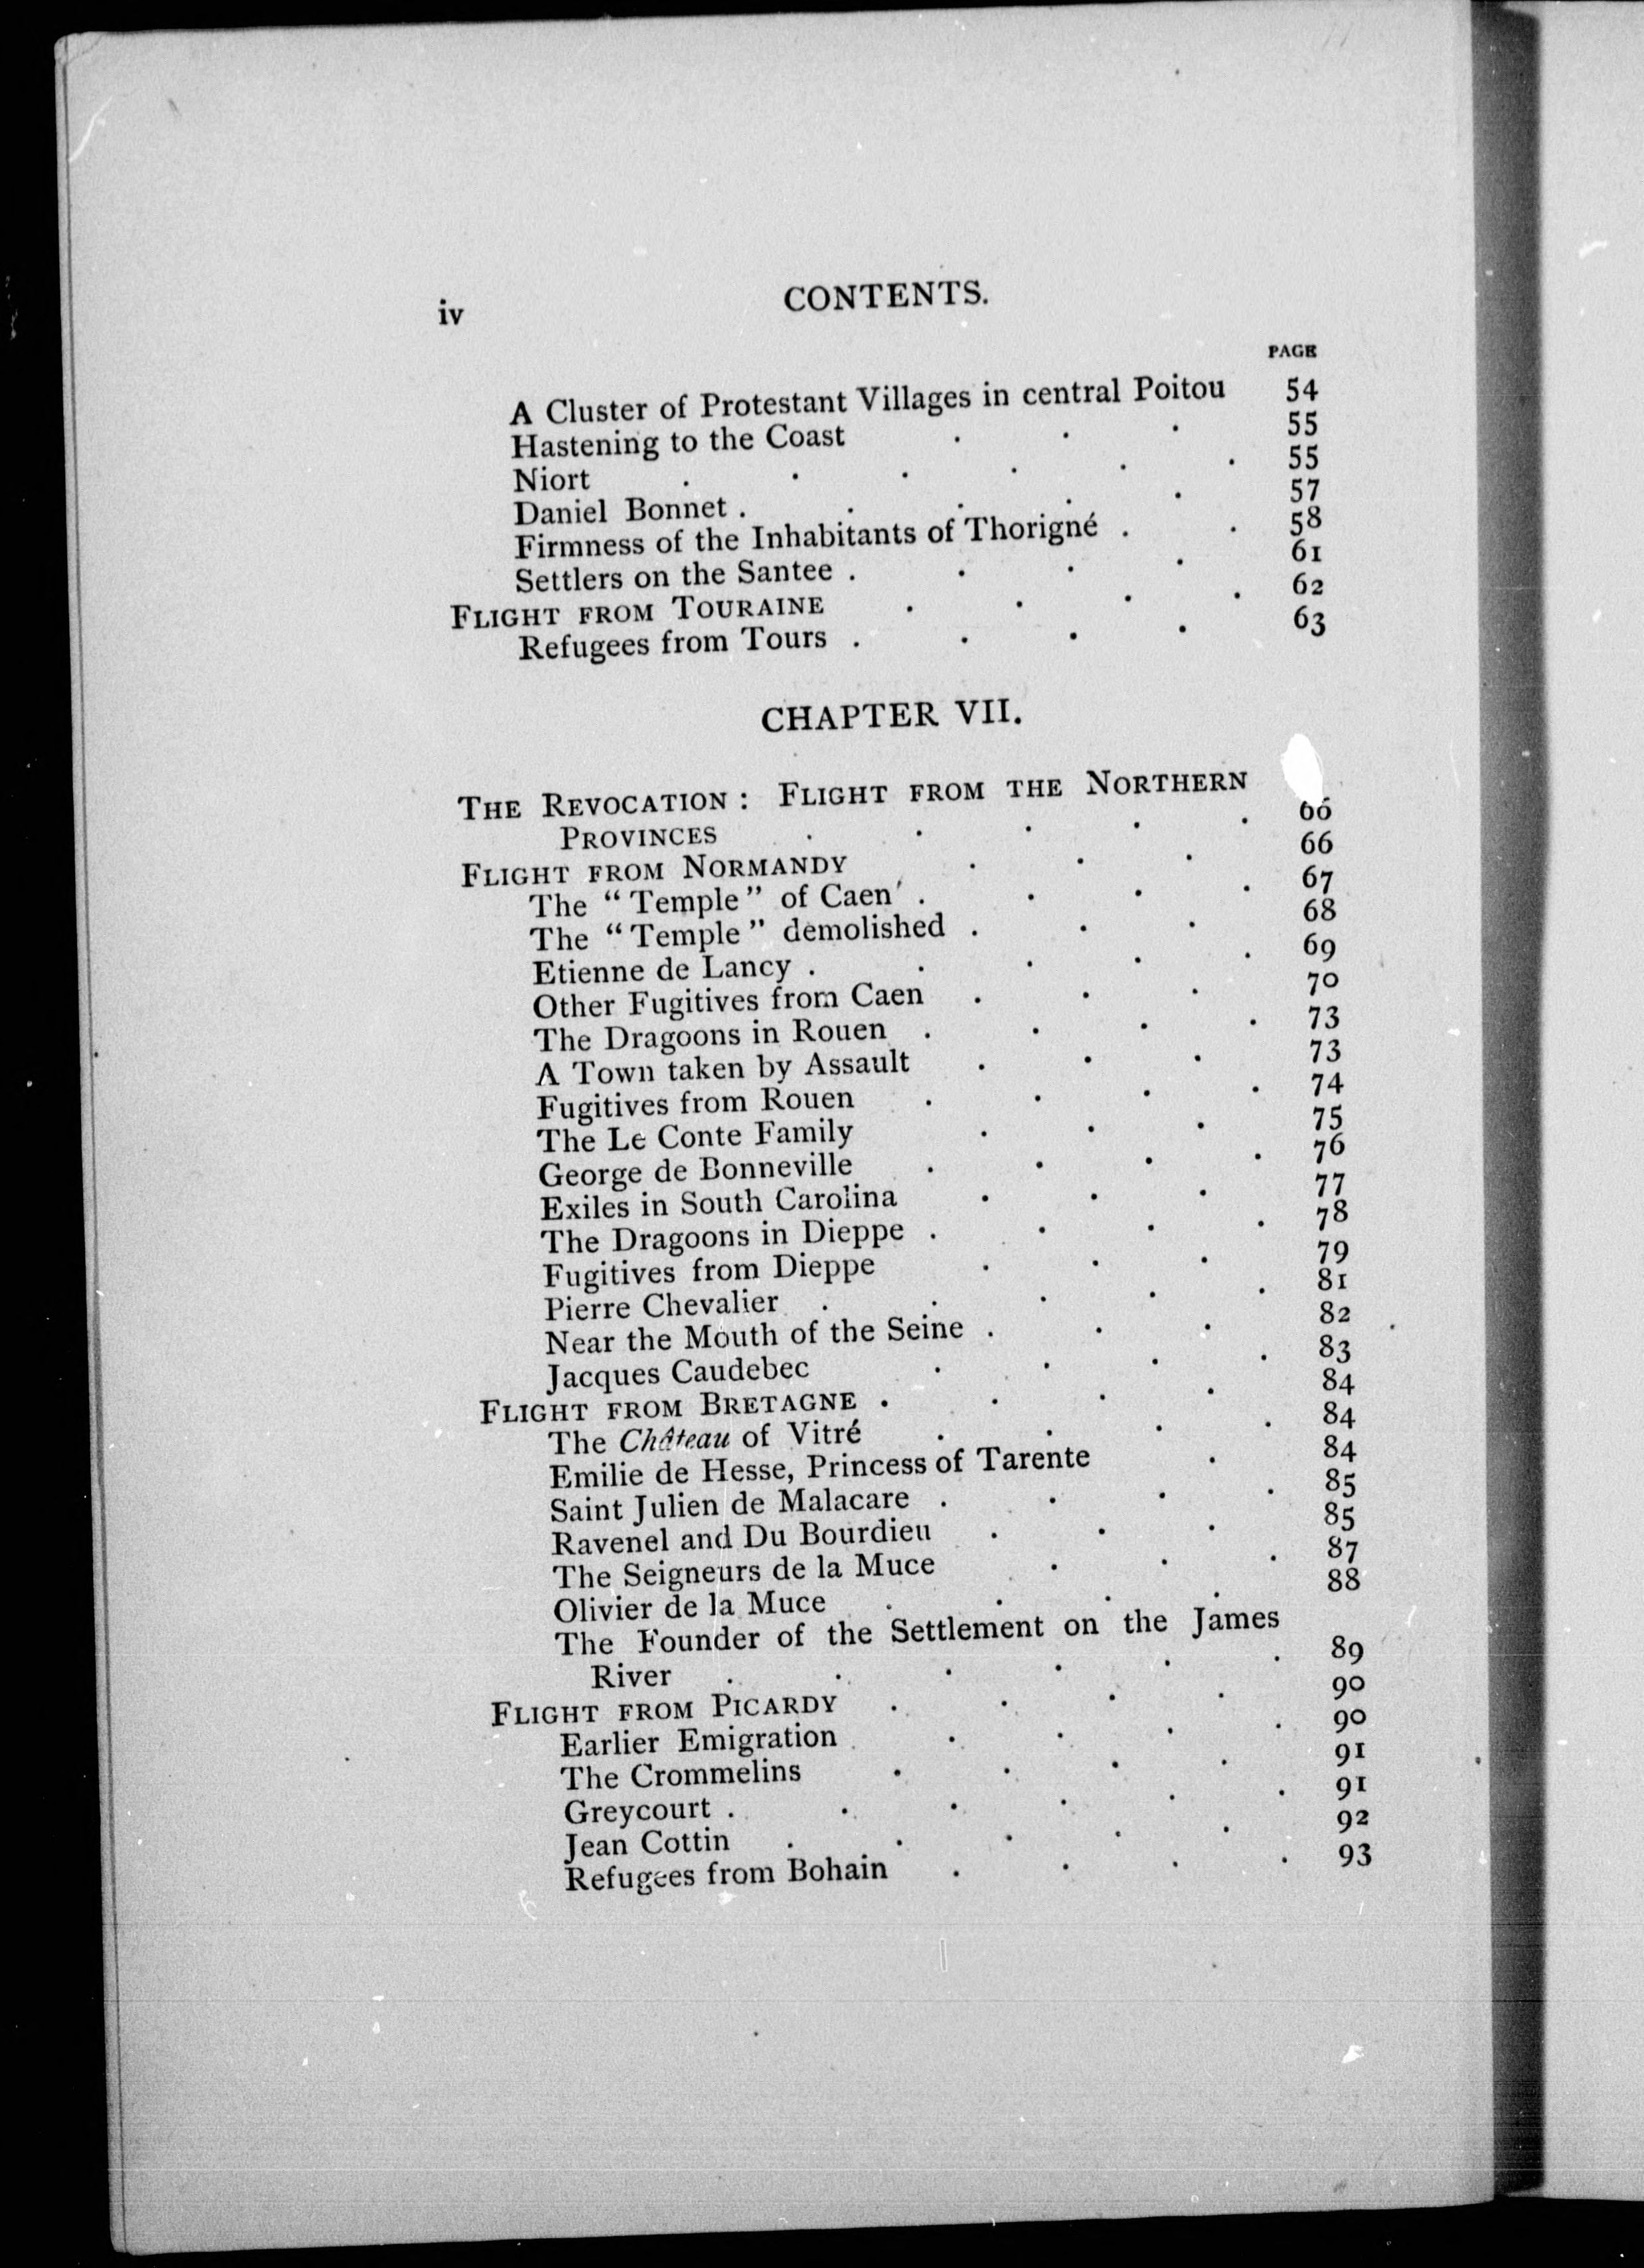 iv CONTENTS.
PAGE
A Cluster of Protestant Villages in central Poitou 54
Hastening to the Coast . . . 55
Niort . . . . . . 55
Daniel Bonnet . . . . . 57
Firmness of the Inhabitants of Thorigné . . 58
Settlers on the Santee . . . . 61
FLIGHT FROM TOURAINE . . . . 62
Refugees from Tours . . . . 63
CHAPTER VII.
THE REVOCATION: FLIGHT FROM THE NORTHERN
PROVINCES . . . . . 66
FLIGHT FROM NORMANDY . . . 66
The "Temple" of Caen . . . . 67
The "Temple" demolished . . . 68
Etienne de Lancy . . . . . 69
Other Fugitives from Caen . . . 70
The Dragoons in Rouen . . . . 73
A Town taken by Assault . . . 73
Fugitives from Rouen . . . . 74
The Le Conte Family . . . 75
George de Bonneville . . . . 76
Exiles in South Carolina . . . 77
The Dragoons in Dieppe . . . . 78
Fugitives from Dieppe . . . 79
Pierre Chevalier . . . . . 81
Near the Mouth of the Seine . . . 82
Jacques Caudebec . . . . 83
FLIGHT FROM BRETAGNE . . . . 84
The Château of Vitré . . . . 84
Emilie de Hesse, Princess of Tarente . 84
Saint Julien de Malacare . . . . 85
Ravenel and Du Bourdieu . . . 85
The Seigneurs de la Muce . . . 87
Olivier de la Muce . . . . 88
The Founder of the Settlement on the James
River . . . . . . 89
FLIGHT FROM PICARDY . . . . 90
Earlier Emigration . . . . 90
The Crommelins . . . . 91
Greycourt . . . . . . 91
Jean Cottin . . . . . 92
Refugees from Bohain . . . . 93